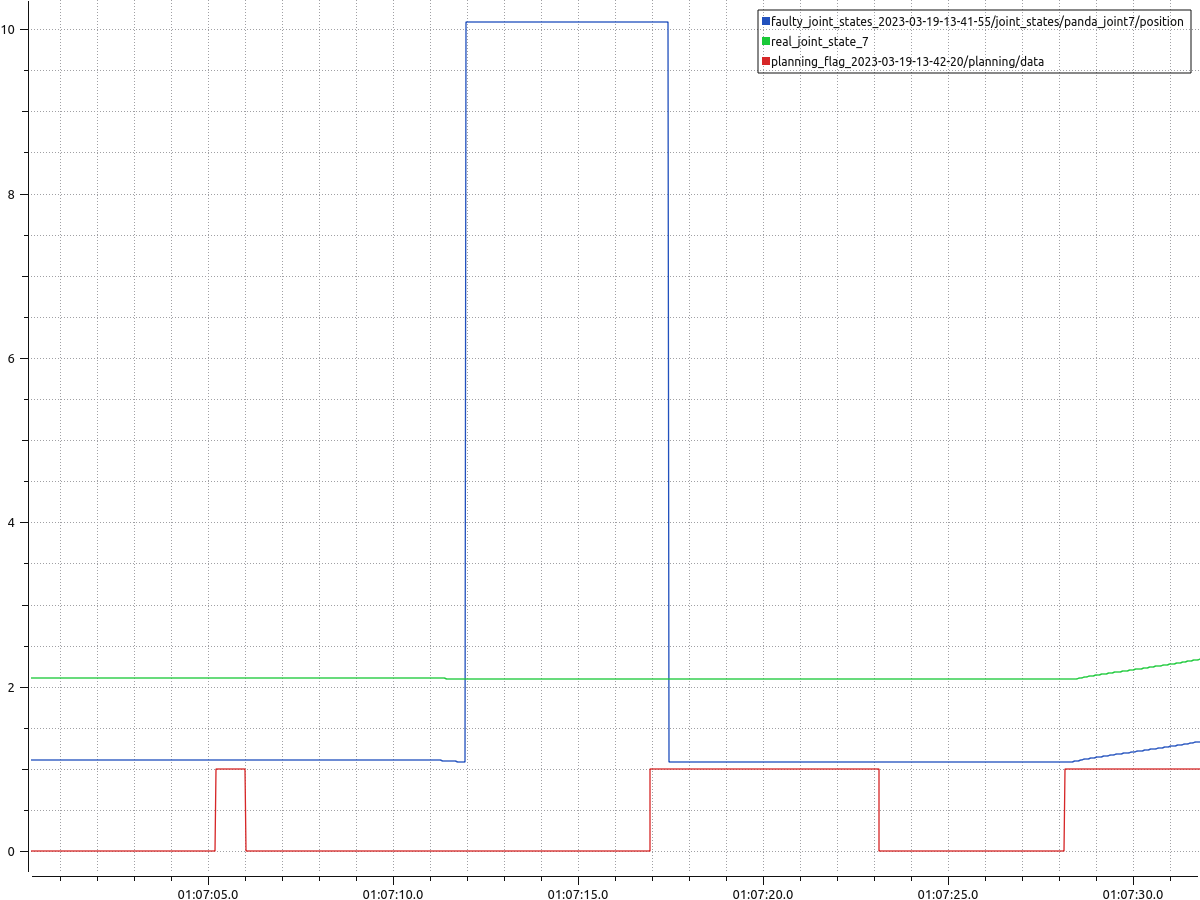 faulty_joint_states_2023-03-19-13-41-55/joint_states/panda_joint7/position
real_joint_state_7
planning_flag_2023-03-19-13-42-20/planning/data
10
8
6
4
2
0
01:07:05.0 01:07:10.0 01:07:15.0 01:07:20.0 01:07:25.0 01:07:30.0